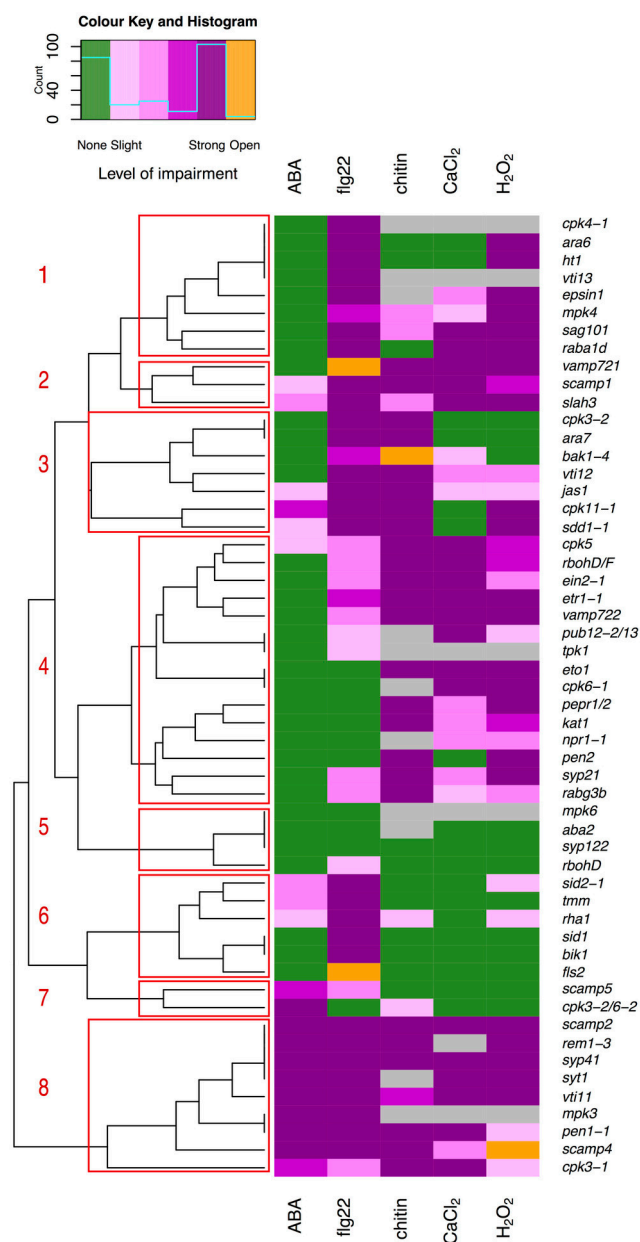 Colour Key and Histogram
Count
0 40 100
None Slight Strong Open
Level of impairment
ABA flg22 chitin CaCl₂ H₂O₂
1
2
3
4
5
6
7
8
cpk4-1
ara6
ht1
vti13
epsin1
mpk4
sag101
raba1d
vamp721
scamp1
slah3
cpk3-2
ara7
bak1-4
vti12
jas1
cpk11-1
sdd1-1
cpk5
rbohD/F
ein2-1
etr1-1
vamp722
pub12-2/13
tpk1
eto1
cpk6-1
pepr1/2
kat1
npr1-1
pen2
syp21
rabg3b
mpk6
aba2
syp122
rbohD
sid2-1
tmm
rha1
sid1
bik1
fls2
scamp5
cpk3-2/6-2
scamp2
rem1-3
syp41
syt1
vti11
mpk3
pen1-1
scamp4
cpk3-1
ABA flg22 chitin CaCl₂ H₂O₂